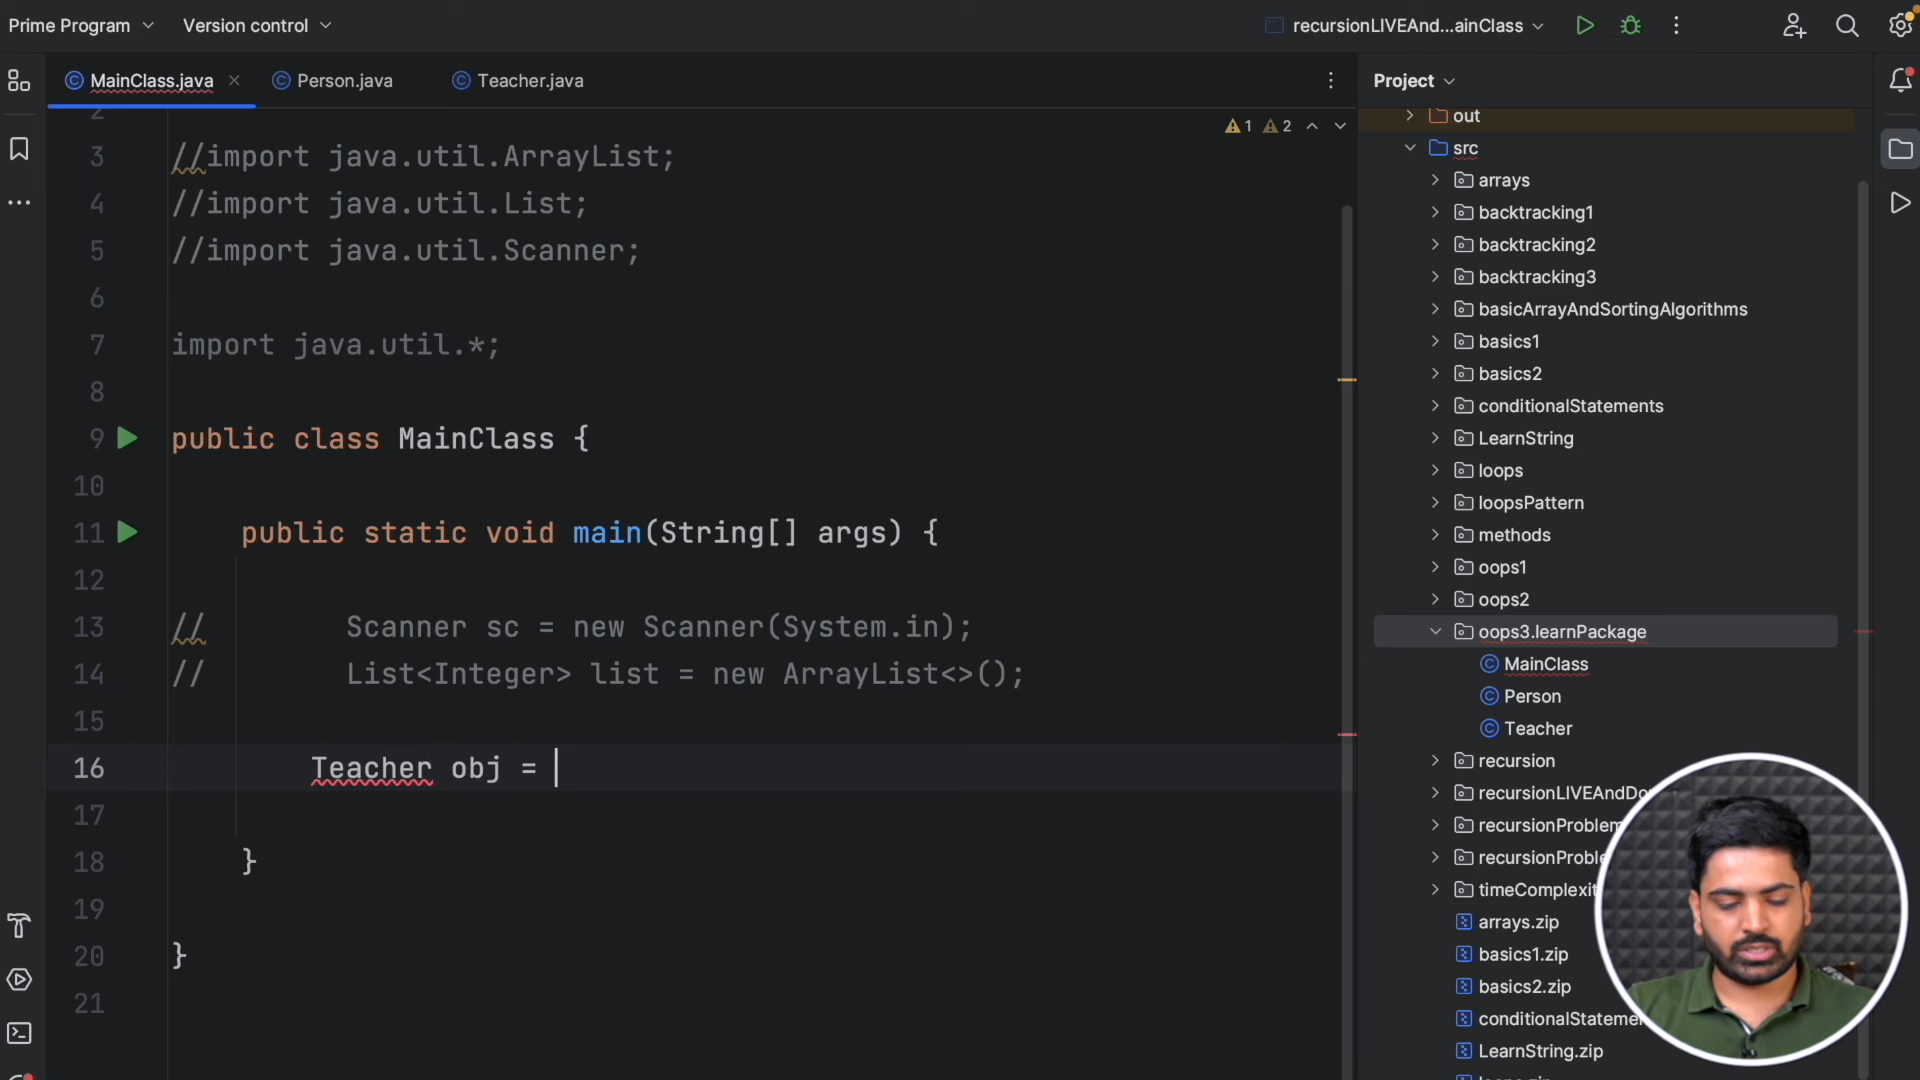 Prime Program
Version control
recursionLIVEAnd...ainClass
MainClass.java
Person.java
Teacher.java
1
2
Project
2
3 //import java.util.ArrayList;
4 //import java.util.List;
5 //import java.util.Scanner;
6
7 import java.util.*;
8
9 public class MainClass {
10
11 public static void main(String[] args) {
12
13 // Scanner sc = new Scanner(System.in);
14 // List<Integer> list = new ArrayList<>();
15
16 Teacher obj =
17
18 }
19
20 }
21
out
src
arrays
backtracking1
backtracking2
backtracking3
basicArrayAndSortingAlgorithms
basics1
basics2
conditionalStatements
LearnString
loops
loopsPattern
methods
oops1
oops2
oops3.learnPackage
MainClass
Person
Teacher
recursion
recursionLIVEAndDo
recursionProblem
recursionProble
timeComplexit
arrays.zip
basics1.zip
basics2.zip
conditionalStatemen
LearnString.zip